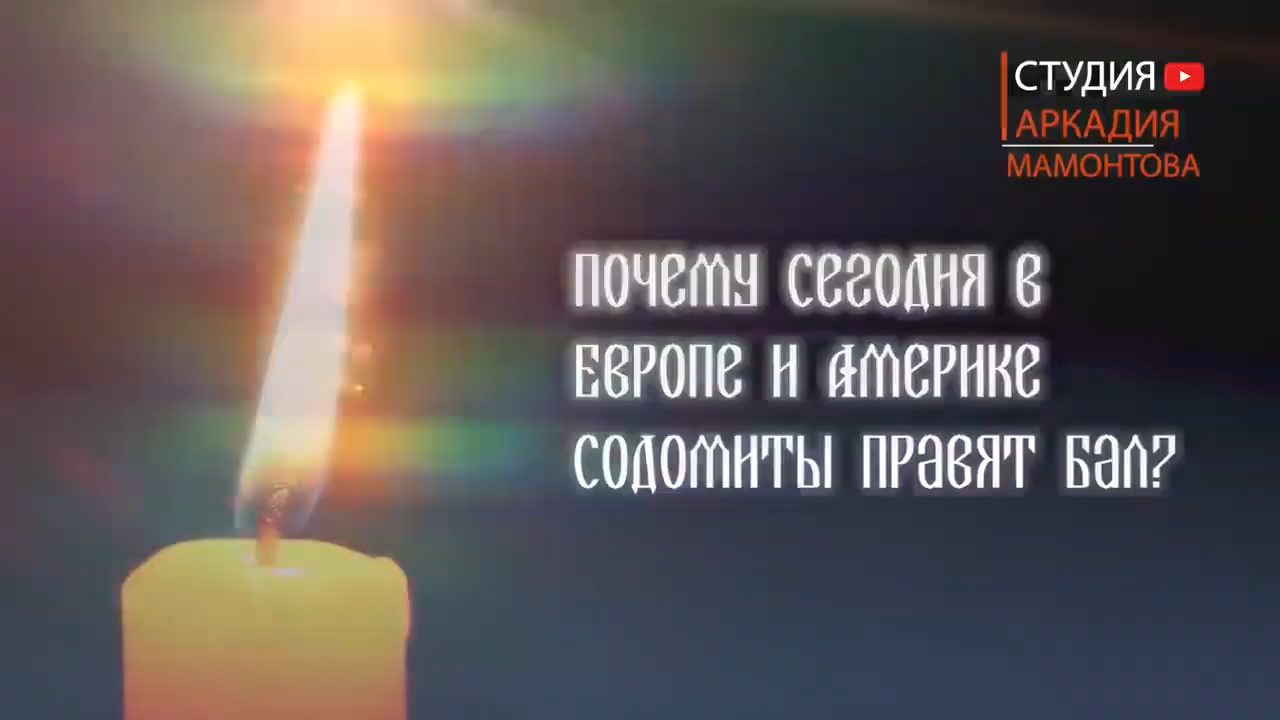 СТУДИЯ
АРКАДИЯ
МАМОНТОВА
ПОЧЕМУ СЕГОДНЯ В
ЕВРОПЕ И АМЕРИКЕ
СОДОМИТЫ ПРАВЯТ БАЛ?